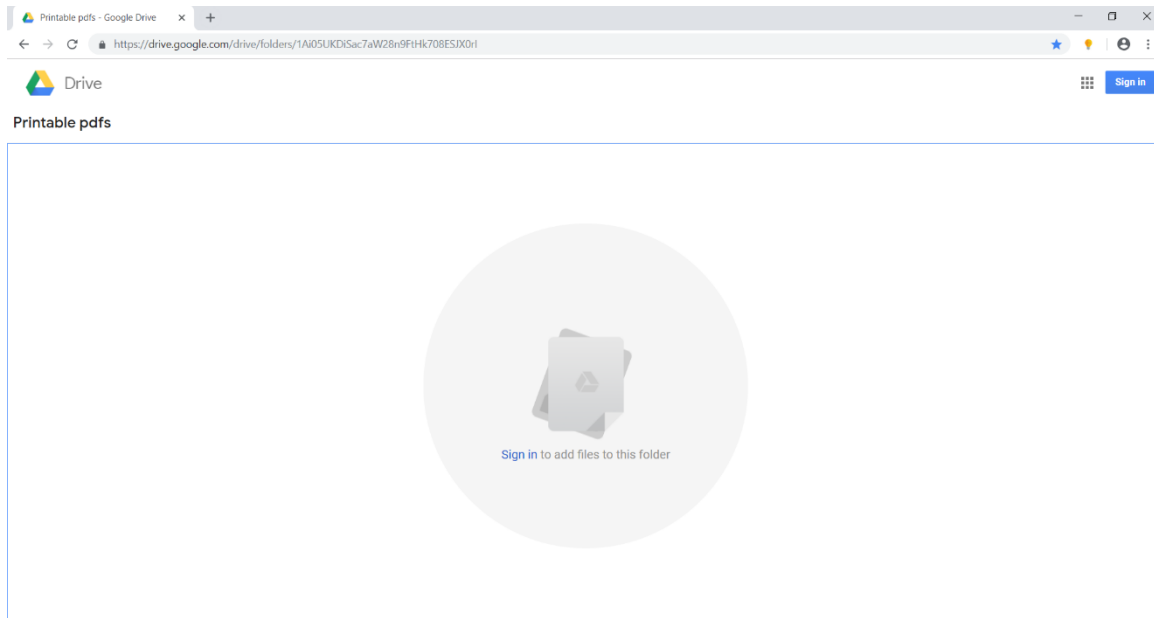 Printable pdfs - Google Drive
https://drive.google.com/drive/folders/1Ai05UKDiSac7aW28n9FtHk708ESJX0rI
Drive
Sign in
Printable pdfs
Sign in to add files to this folder